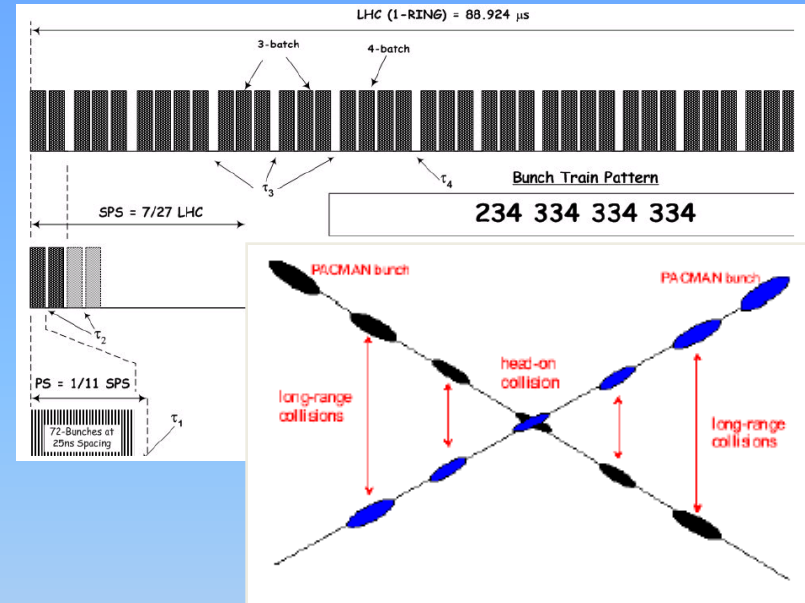 LHC (1-RING) = 88.924 µs
3-batch
4-batch
τ3
τ4
Bunch Train Pattern
234 334 334 334
SPS = 7/27 LHC
τ2
PS = 1/11 SPS
τ1
72-Bunches at
25ns Spacing
PACMAN bunch
PACMAN bunch
head-on
collision
long-range
collisions
long-range
collisions